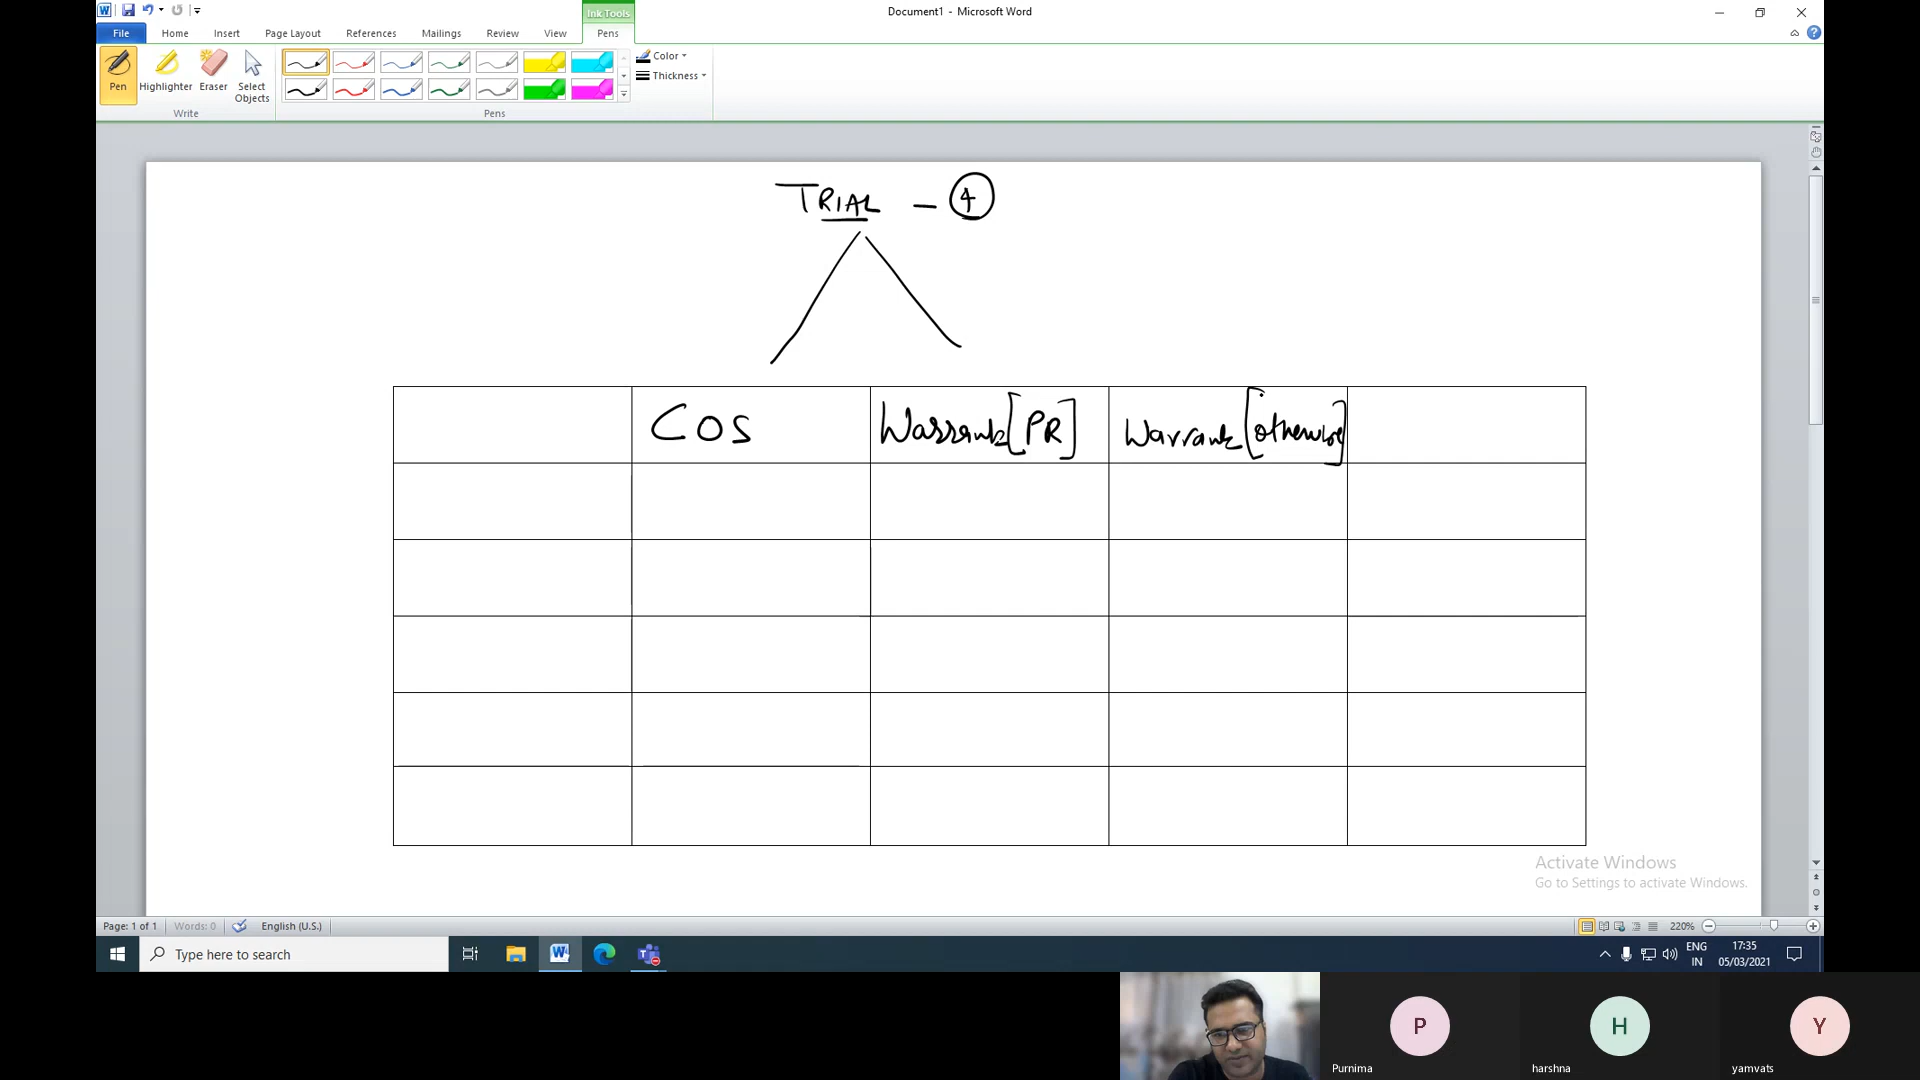 Ink Tools
Document1 - Microsoft Word
File Home Insert Page Layout References Mailings Review View Pens
Pen Highlighter Eraser Select Objects
Color
Thickness
Write Pens
TRIAL - 4
COS Warrant [PR] Warrant [otherwise]
Activate Windows
Go to Settings to activate Windows.
Page: 1 of 1 Words: 0 English (U.S.) 220%
Type here to search
ENG 17:35
IN 05/03/2021
P H Y
Purnima harshna yamvats